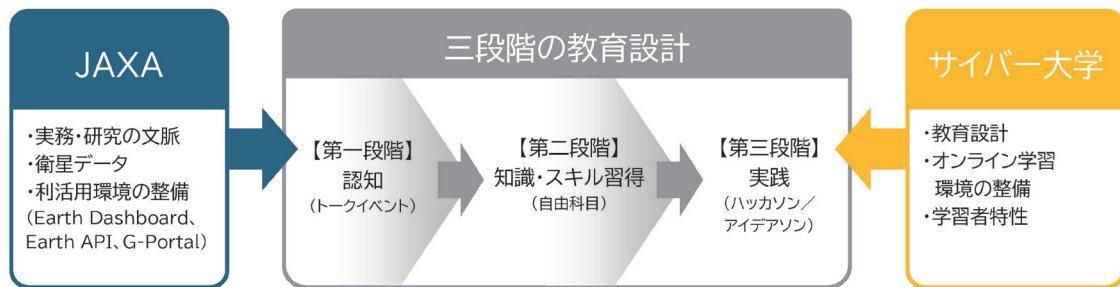 JAXA
・実務・研究の文脈
・衛星データ
・利活用環境の整備
(Earth Dashboard、
Earth API、G-Portal)
三段階の教育設計
【第一段階】
認知
(トークイベント)
【第二段階】
知識・スキル習得
(自由科目)
【第三段階】
実践
(ハッカソン／
アイデアソン)
サイバー大学
・教育設計
・オンライン学習
環境の整備
・学習者特性